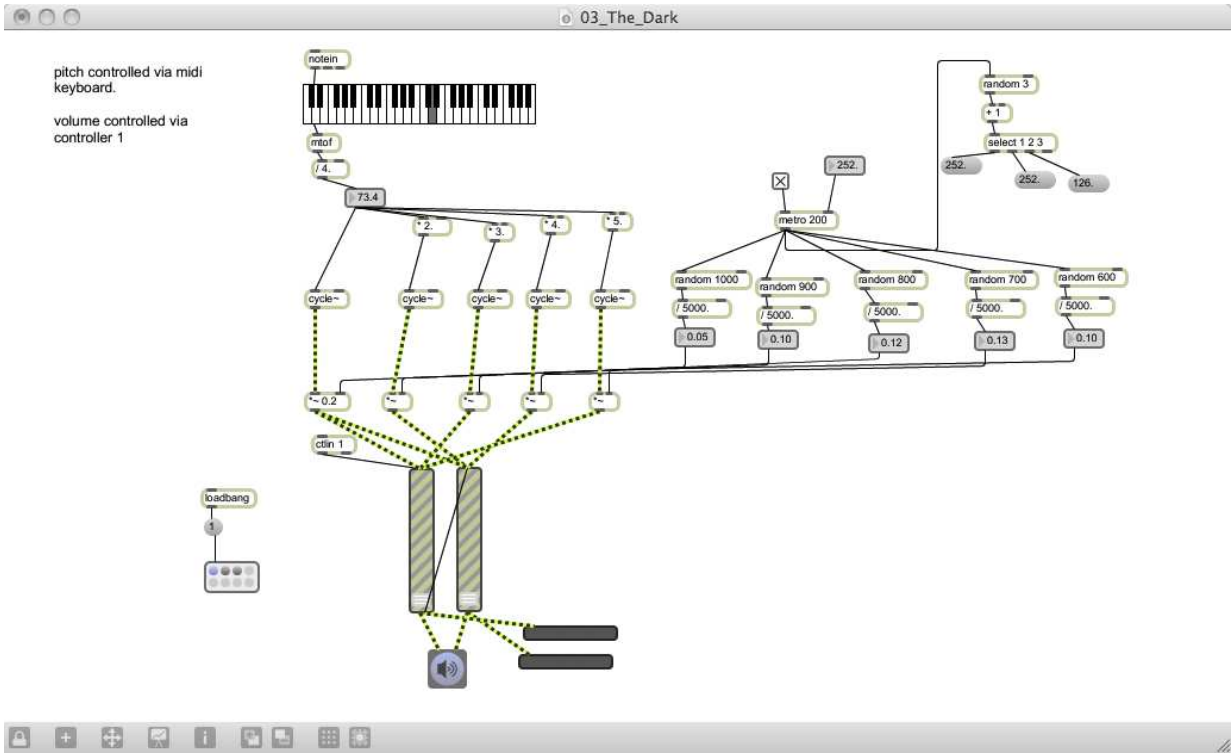 03_The_Dark
pitch controlled via midi
keyboard.
volume controlled via
controller 1
notein
mtof
/ 4.
73.4
* 2.
* 3.
* 4.
* 5.
cycle~
cycle~
cycle~
cycle~
cycle~
random 3
+ 1
select 1 2 3
252.
252.
126.
252.
metro 200
random 1000
random 900
random 800
random 700
random 600
/ 5000.
/ 5000.
/ 5000.
/ 5000.
/ 5000.
0.05
0.10
0.12
0.13
0.10
*~ 0.2
*~
*~
*~
*~
ctlin 1
loadbang
1